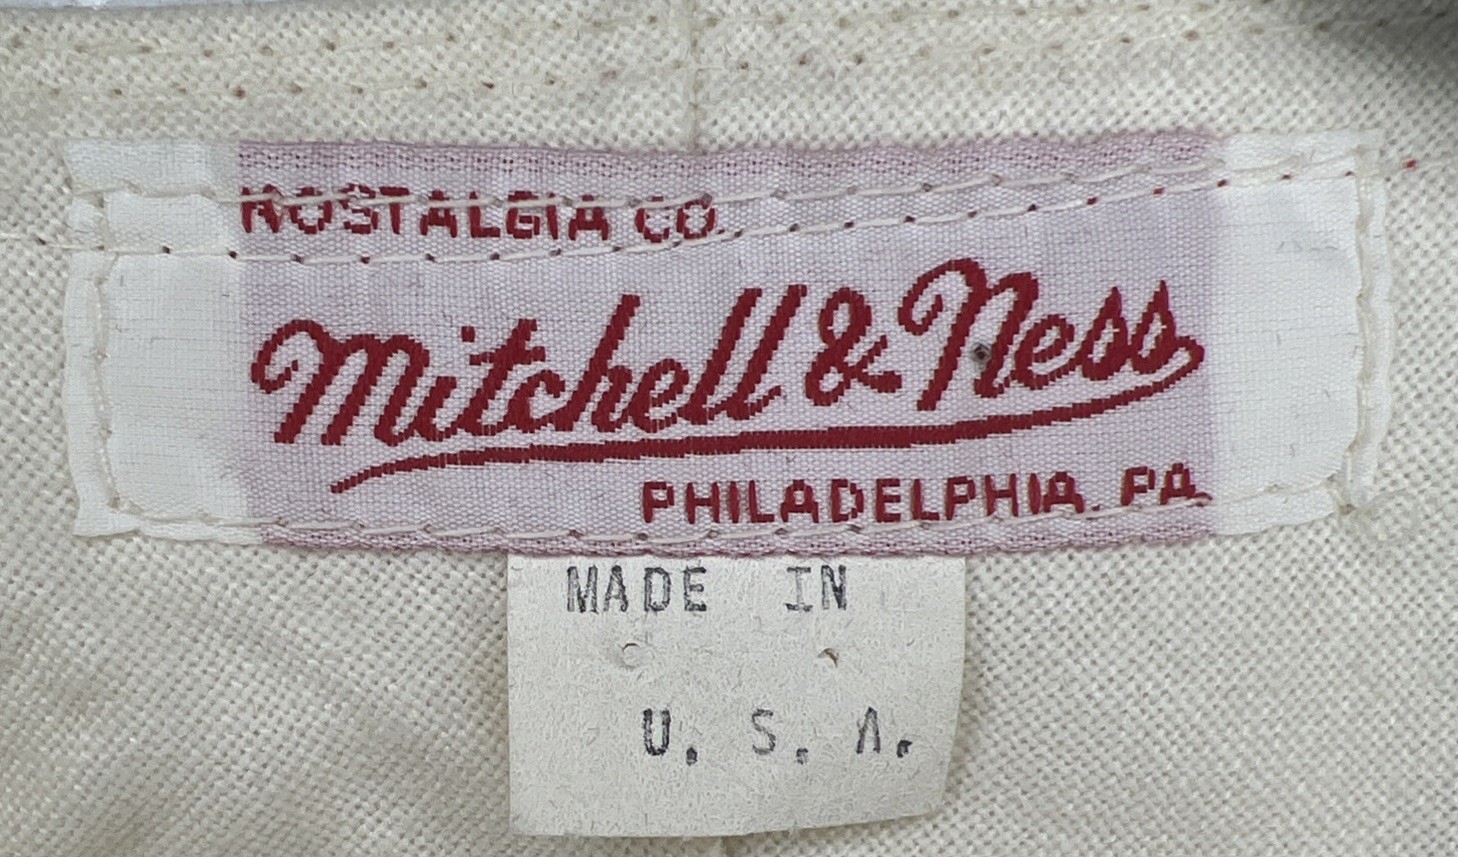 NOSTALGIA CO.
Mitchell & Ness
PHILADELPHIA. PA.
MADE IN
U. S. A.